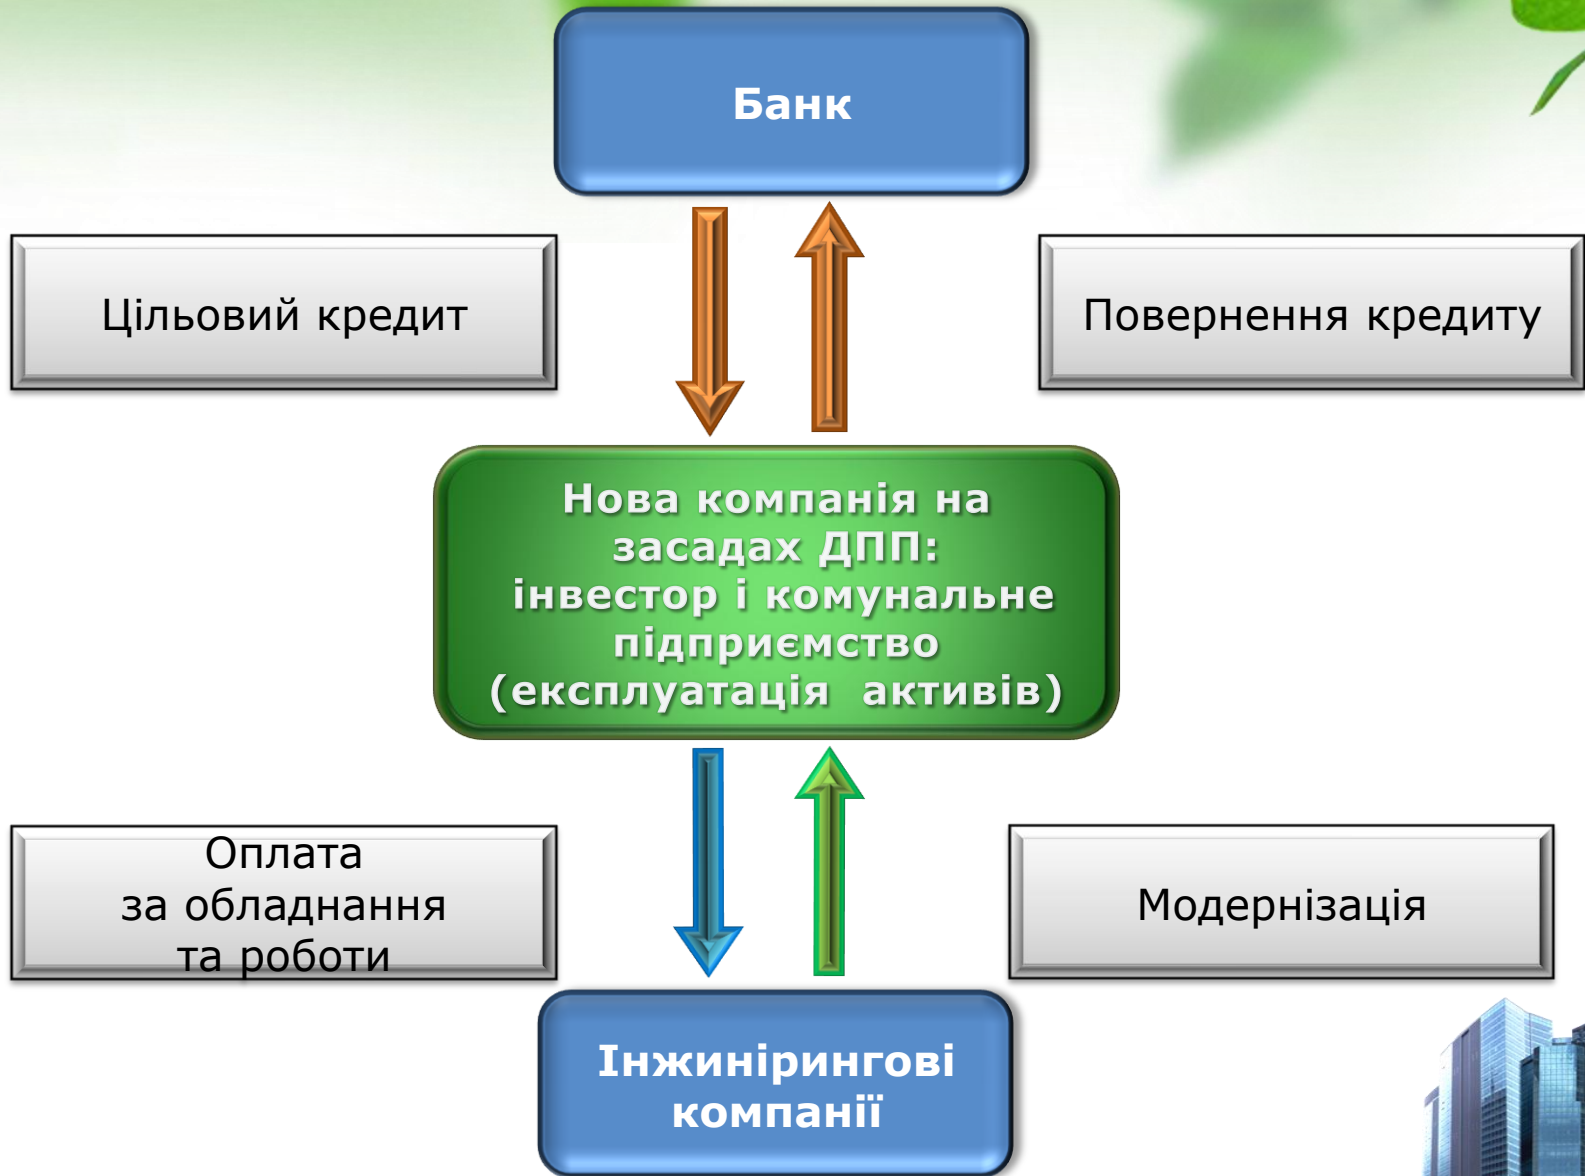 Банк
Цільовий кредит
Повернення кредиту
Нова компанія на
засадах ДПП:
інвестор і комунальне
підприємство
(експлуатація активів)
Оплата
за обладнання
та роботи
Модернізація
Інжинірингові
компанії